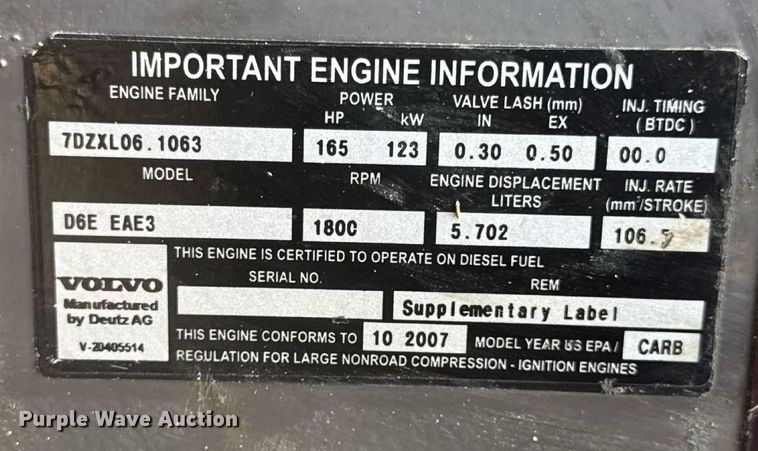 IMPORTANT ENGINE INFORMATION
ENGINE FAMILY POWER VALVE LASH (mm) INJ. TIMING
HP kW IN EX (BTDC)
7DZXL06.1063 165 123 0.30 0.50 00.0
MODEL RPM ENGINE DISPLACEMENT INJ. RATE
LITERS (mm³/STROKE)
D6E EAE3 1800 5.702 106.
THIS ENGINE IS CERTIFIED TO OPERATE ON DIESEL FUEL
SERIAL NO. REM
VOLVO
Manufactured
by Deutz AG
V-20405514
Supplementary Label
THIS ENGINE CONFORMS TO 10 2007 MODEL YEAR US EPA / CARB
REGULATION FOR LARGE NONROAD COMPRESSION - IGNITION ENGINES
Purple Wave Auction